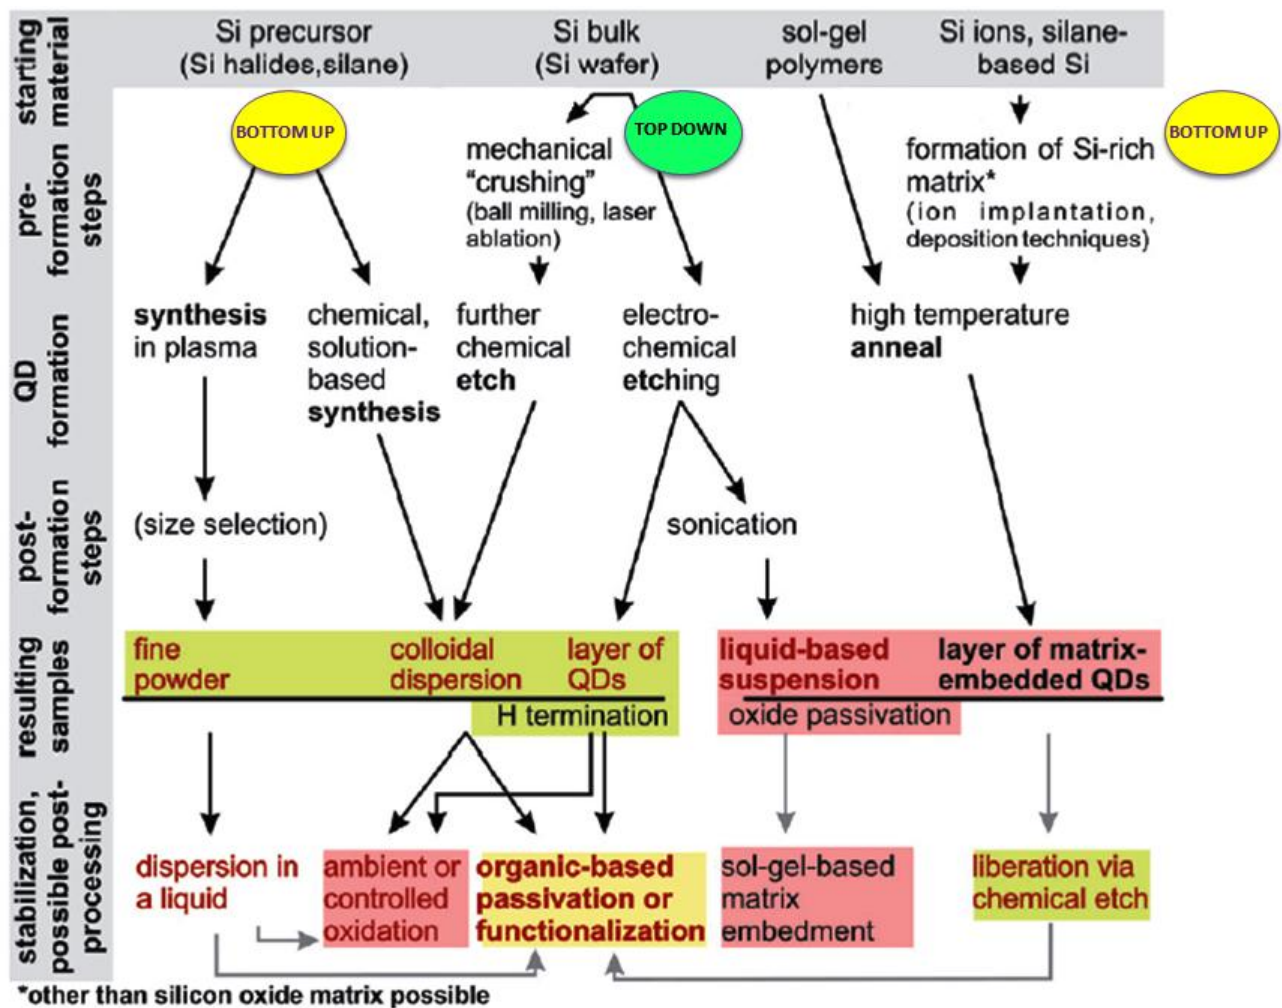 starting material
Si precursor
(Si halides,silane)
Si bulk
(Si wafer)
sol-gel
polymers
Si ions, silane-
based Si
BOTTOM UP
TOP DOWN
BOTTOM UP
pre-
formation
steps
mechanical
“crushing”
(ball milling, laser
ablation)
formation of Si-rich
matrix*
(ion implantation,
deposition techniques)
QD
formation
synthesis
in plasma
chemical,
solution-
based
synthesis
further
chemical
etch
electro-
chemical
etching
high temperature
anneal
post-
formation
steps
(size selection)
sonication
resulting
samples
fine
powder
colloidal
dispersion
layer of
QDs
H termination
liquid-based
suspension
layer of matrix-
embedded QDs
oxide passivation
stabilization,
possible post-
processing
dispersion in
a liquid
ambient or
controlled
oxidation
organic-based
passivation or
functionalization
sol-gel-based
matrix
embedment
liberation via
chemical etch
*other than silicon oxide matrix possible